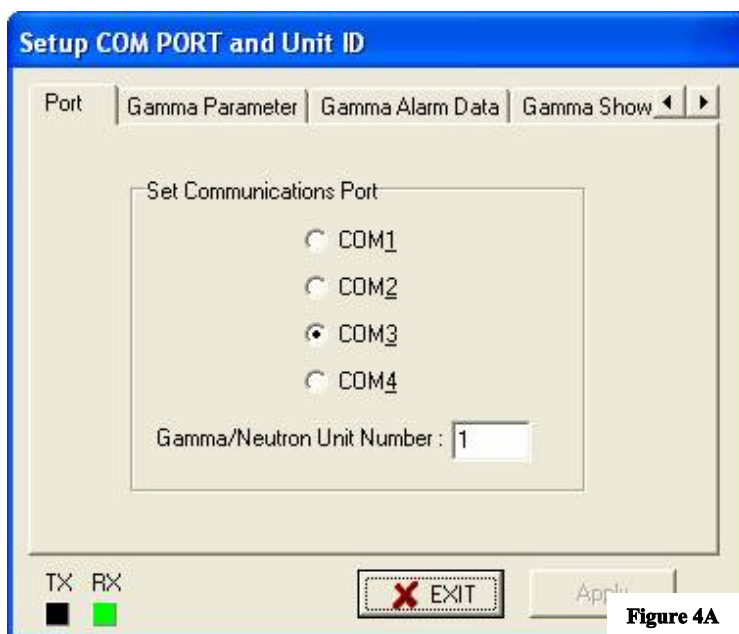 Setup COM PORT and Unit ID
Port Gamma Parameter Gamma Alarm Data Gamma Show
Set Communications Port
COM1
COM2
COM3
COM4
Gamma/Neutron Unit Number : 1
TX RX
EXIT Apply
Figure 4A